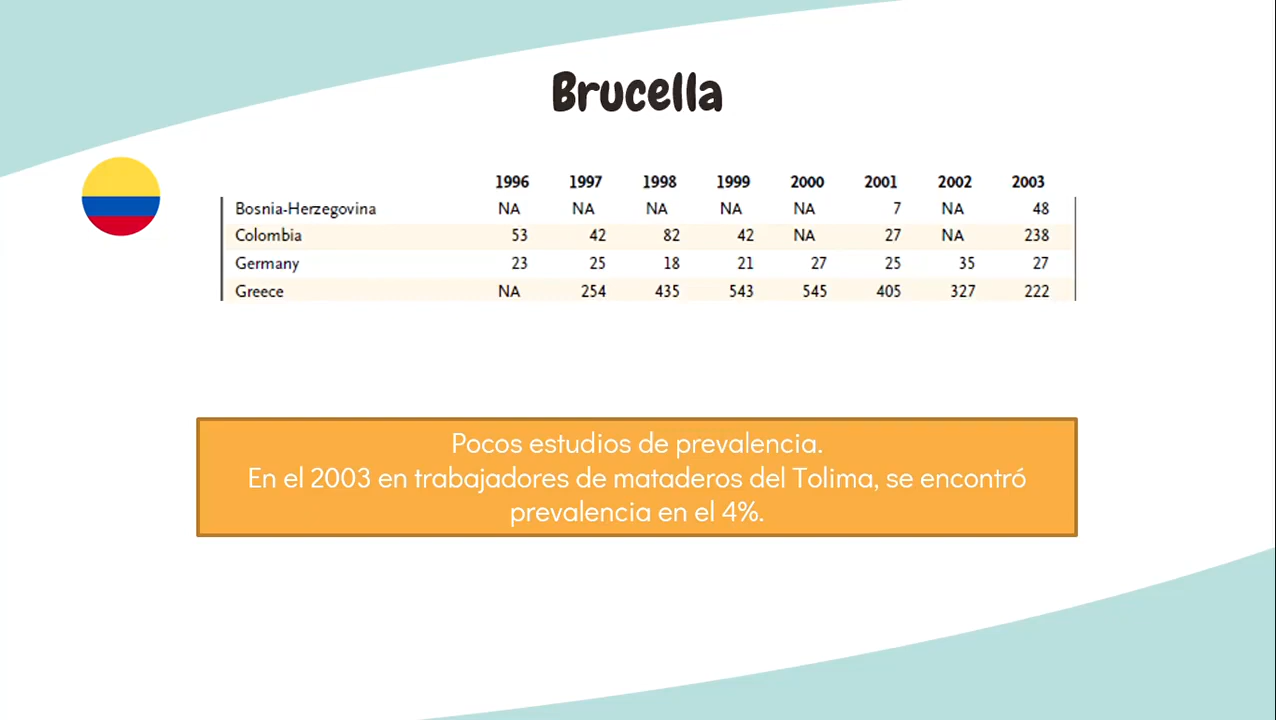 Brucella
1996 1997 1998 1999 2000 2001 2002 2003
Bosnia-Herzegovina NA NA NA NA NA 7 NA 48
Colombia 53 42 82 42 NA 27 NA 238
Germany 23 25 18 21 27 25 35 27
Greece NA 254 435 543 545 405 327 222
Pocos estudios de prevalencia.
En el 2003 en trabajadores de mataderos del Tolima, se encontró
prevalencia en el 4%.